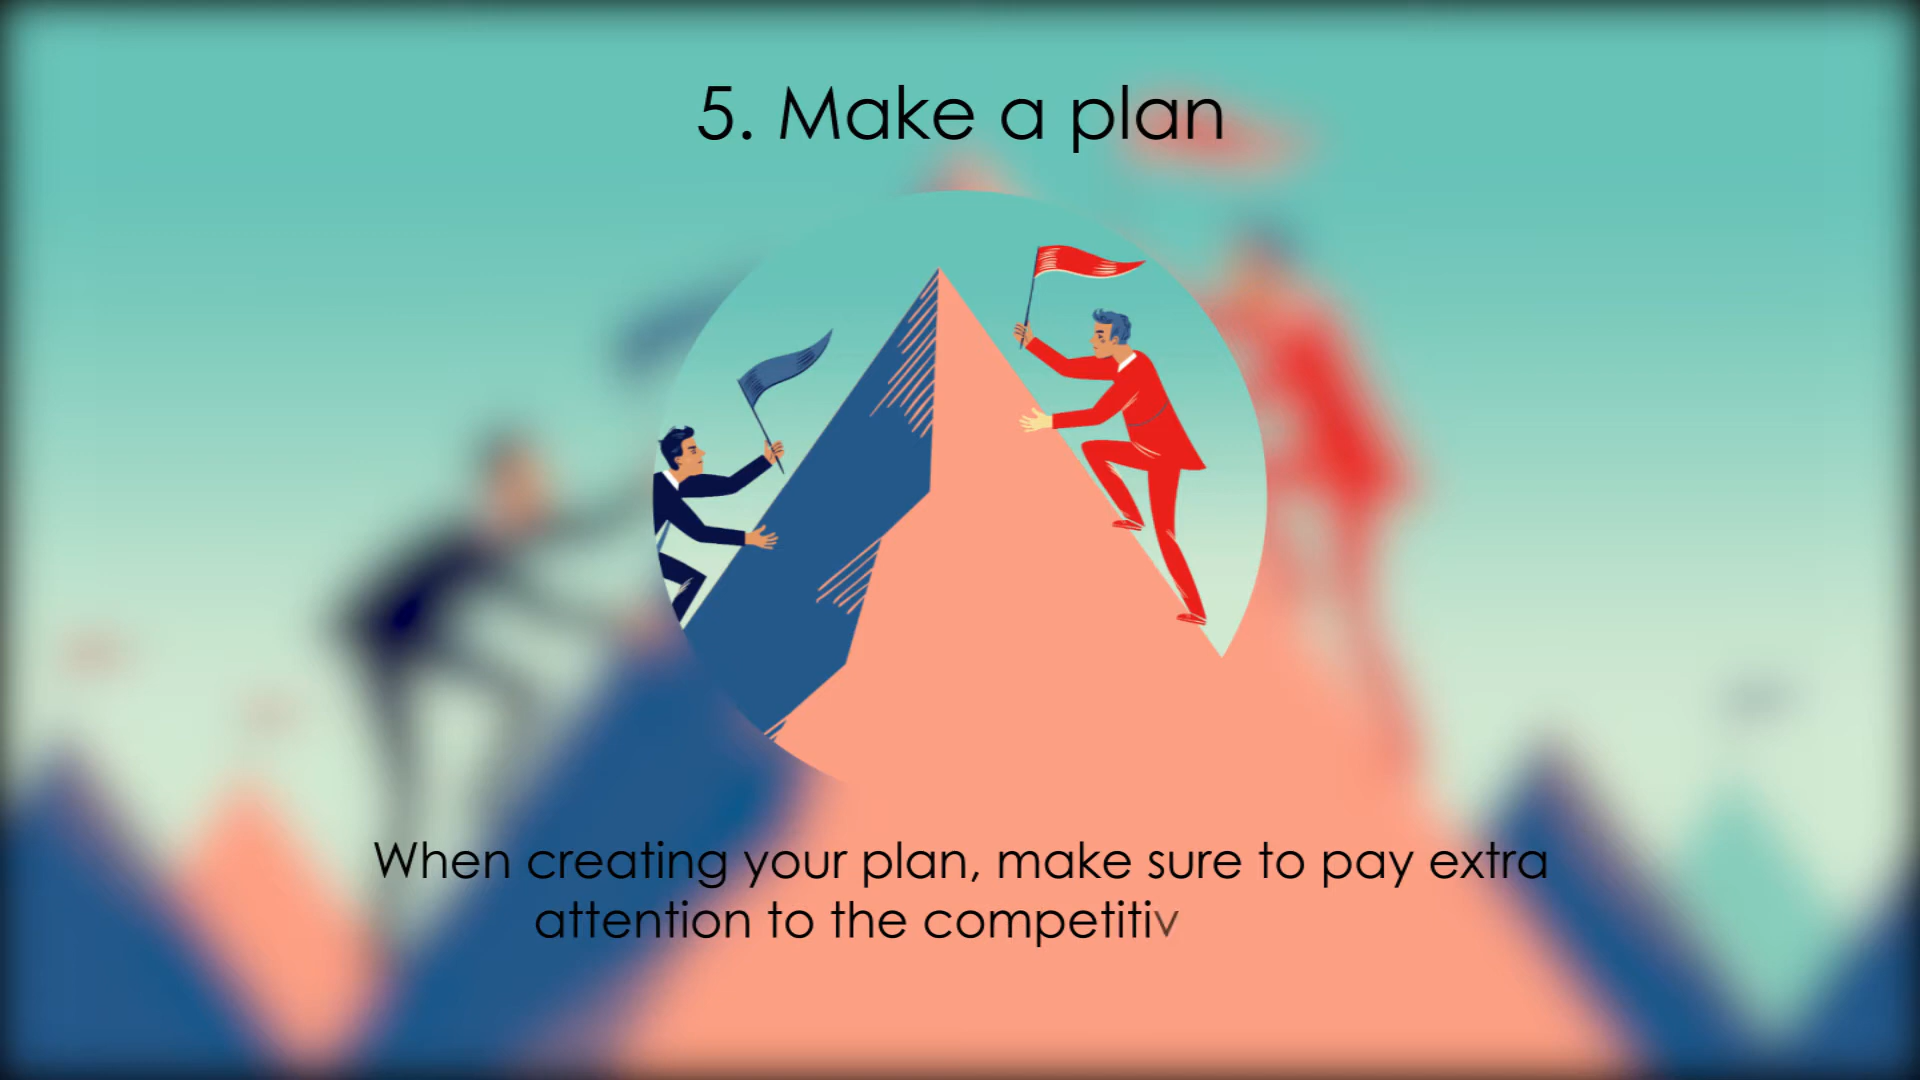 5. Make a plan
When creating your plan, make sure to pay extra
attention to the competitiv